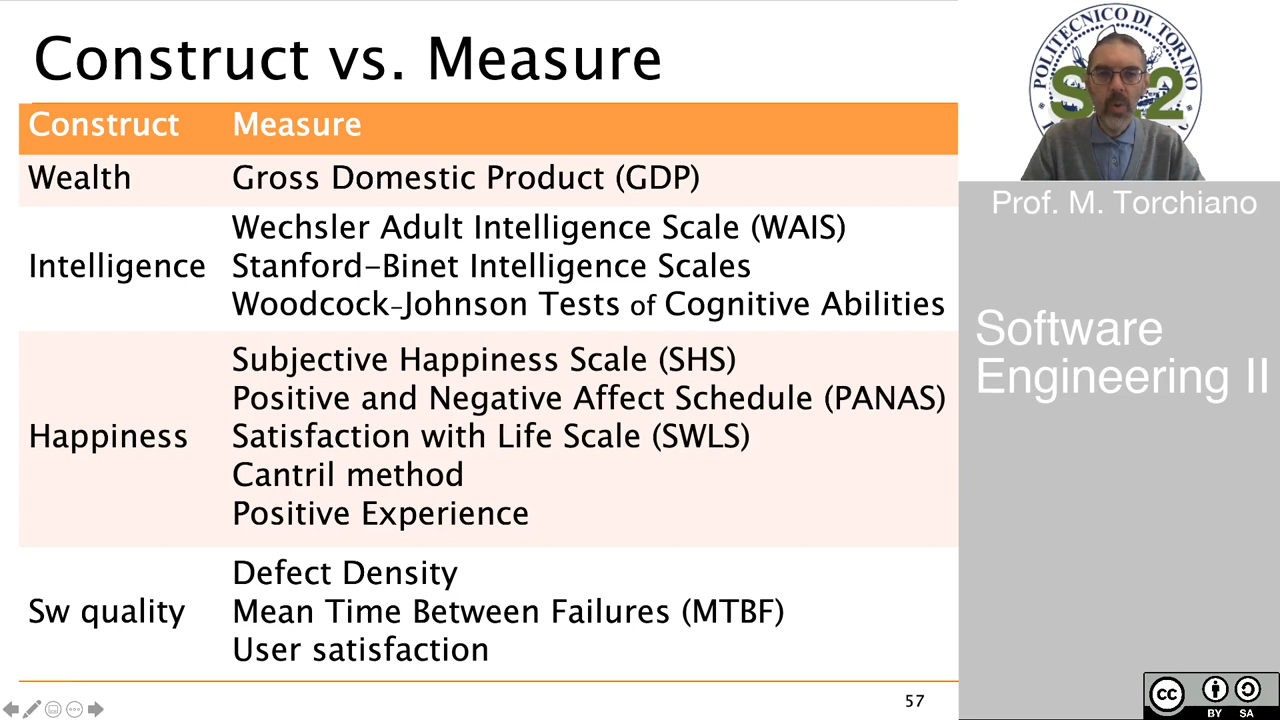 Construct vs. Measure
Construct Measure
Wealth Gross Domestic Product (GDP)
Wechsler Adult Intelligence Scale (WAIS)
Intelligence Stanford–Binet Intelligence Scales
Woodcock–Johnson Tests of Cognitive Abilities
Subjective Happiness Scale (SHS)
Positive and Negative Affect Schedule (PANAS)
Happiness Satisfaction with Life Scale (SWLS)
Cantril method
Positive Experience
Defect Density
Sw quality Mean Time Between Failures (MTBF)
User satisfaction
57
POLITECNICO DI TORINO
Prof. M. Torchiano
Software
Engineering II
cc
BY SA